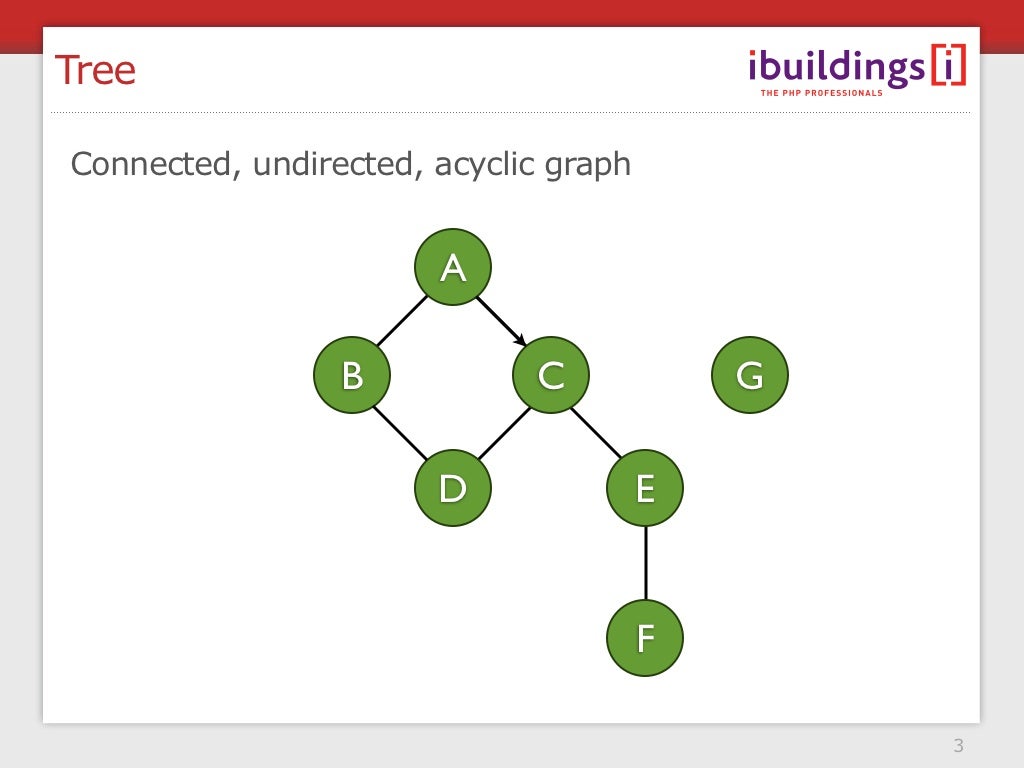 Tree
ibuildings[i]
THE PHP PROFESSIONALS
Connected, undirected, acyclic graph
A
B
C
G
D
E
F
3